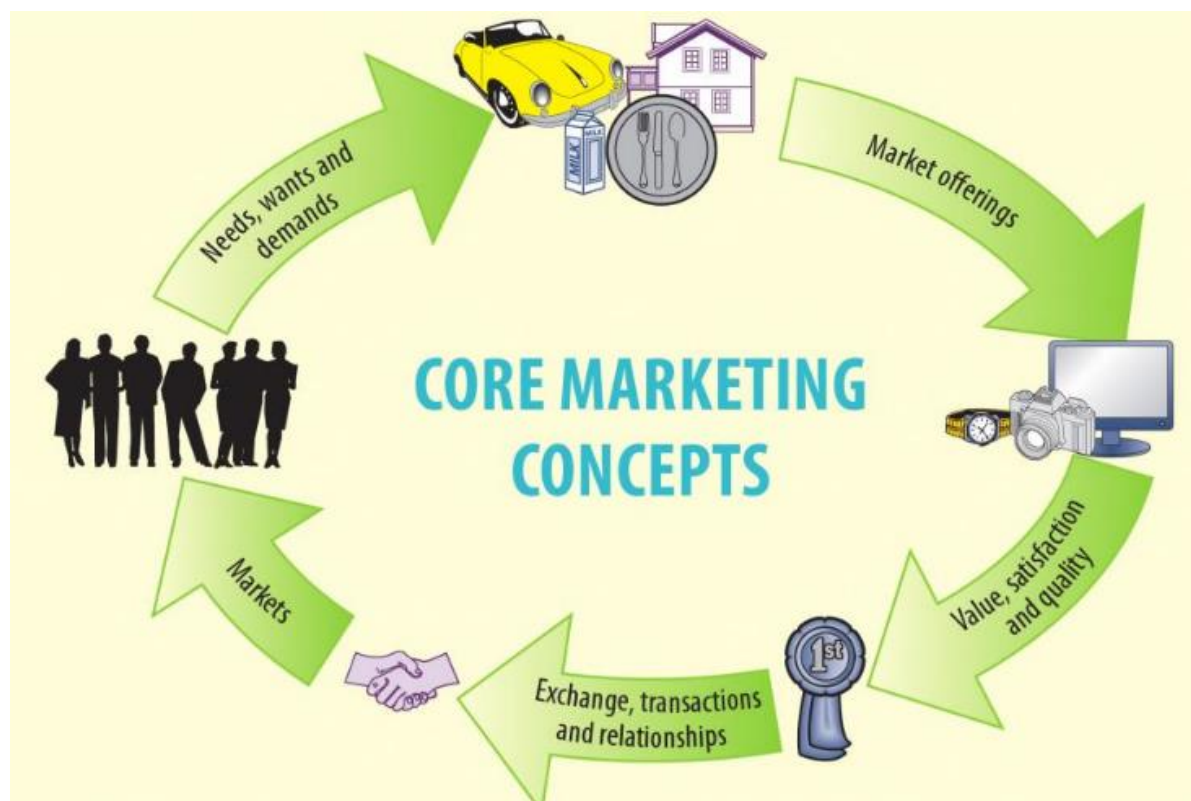 Needs, wants and
demands
Market offerings
MILK
MILK
CORE MARKETING
CONCEPTS
Value, satisfaction
and quality
1st
Markets
Exchange, transactions
and relationships